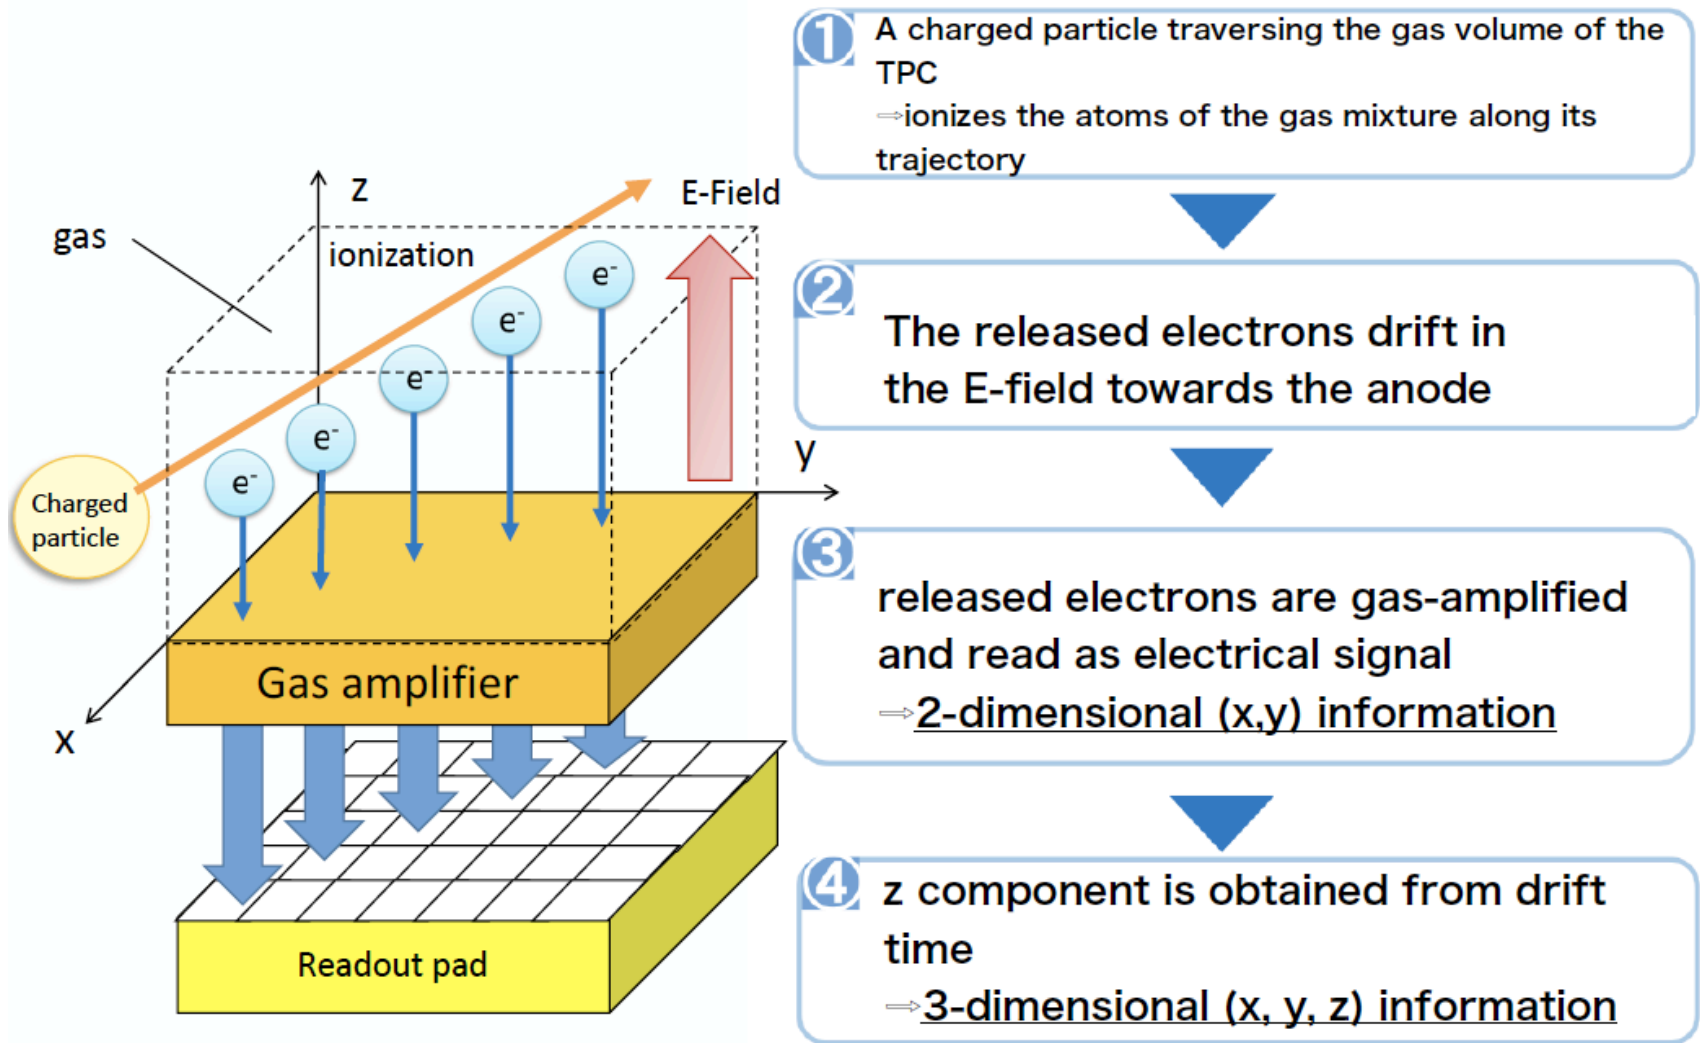 z
E-Field
gas
ionization
e-
e-
e-
e-
e-
y
Charged
particle
Gas amplifier
x
Readout pad
① A charged particle traversing the gas volume of the
TPC
⇒ionizes the atoms of the gas mixture along its
trajectory
② The released electrons drift in
the E-field towards the anode
③ released electrons are gas-amplified
and read as electrical signal
⇒2-dimensional (x,y) information
④ z component is obtained from drift
time
⇒3-dimensional (x, y, z) information